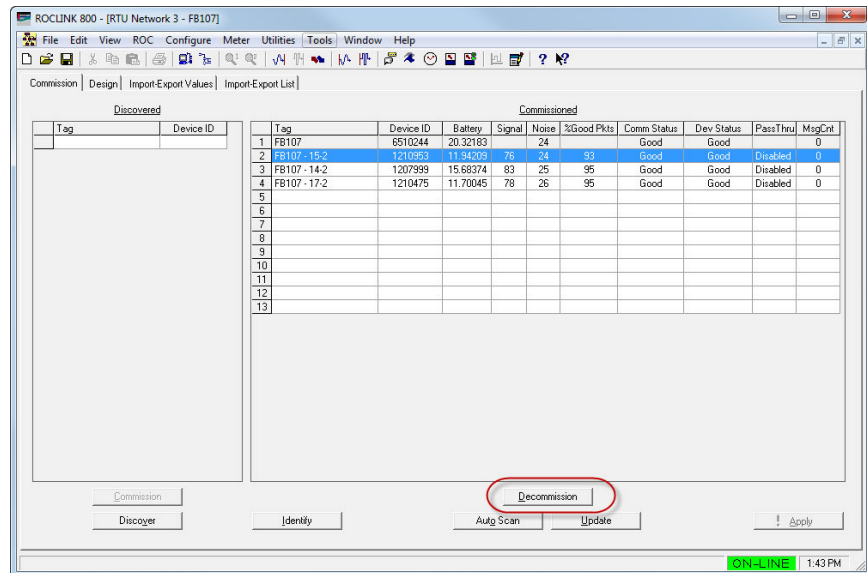 ROCLINK 800 - [RTU Network 3 - FB107]
File Edit View ROC Configure Meter Utilities Tools Window Help
Commission Design Import-Export Values Import-Export List
Discovered
Commissioned
Tag Device ID
Tag Device ID Battery Signal Noise %Good Pkts Comm Status Dev Status PassThru MsgCnt
1 FB107 6510244 20.32183 24 Good Good 0
2 FB107 - 15-2 1210953 11.94209 76 24 93 Good Good Disabled 0
3 FB107 - 14-2 1207999 15.68374 83 25 95 Good Good Disabled 0
4 FB107 - 17-2 1210475 11.70045 78 26 95 Good Good Disabled 0
5
6
7
8
9
10
11
12
13
Commission
Decommission
Discover Identify Auto Scan Update ! Apply
ON-LINE 1:43 PM